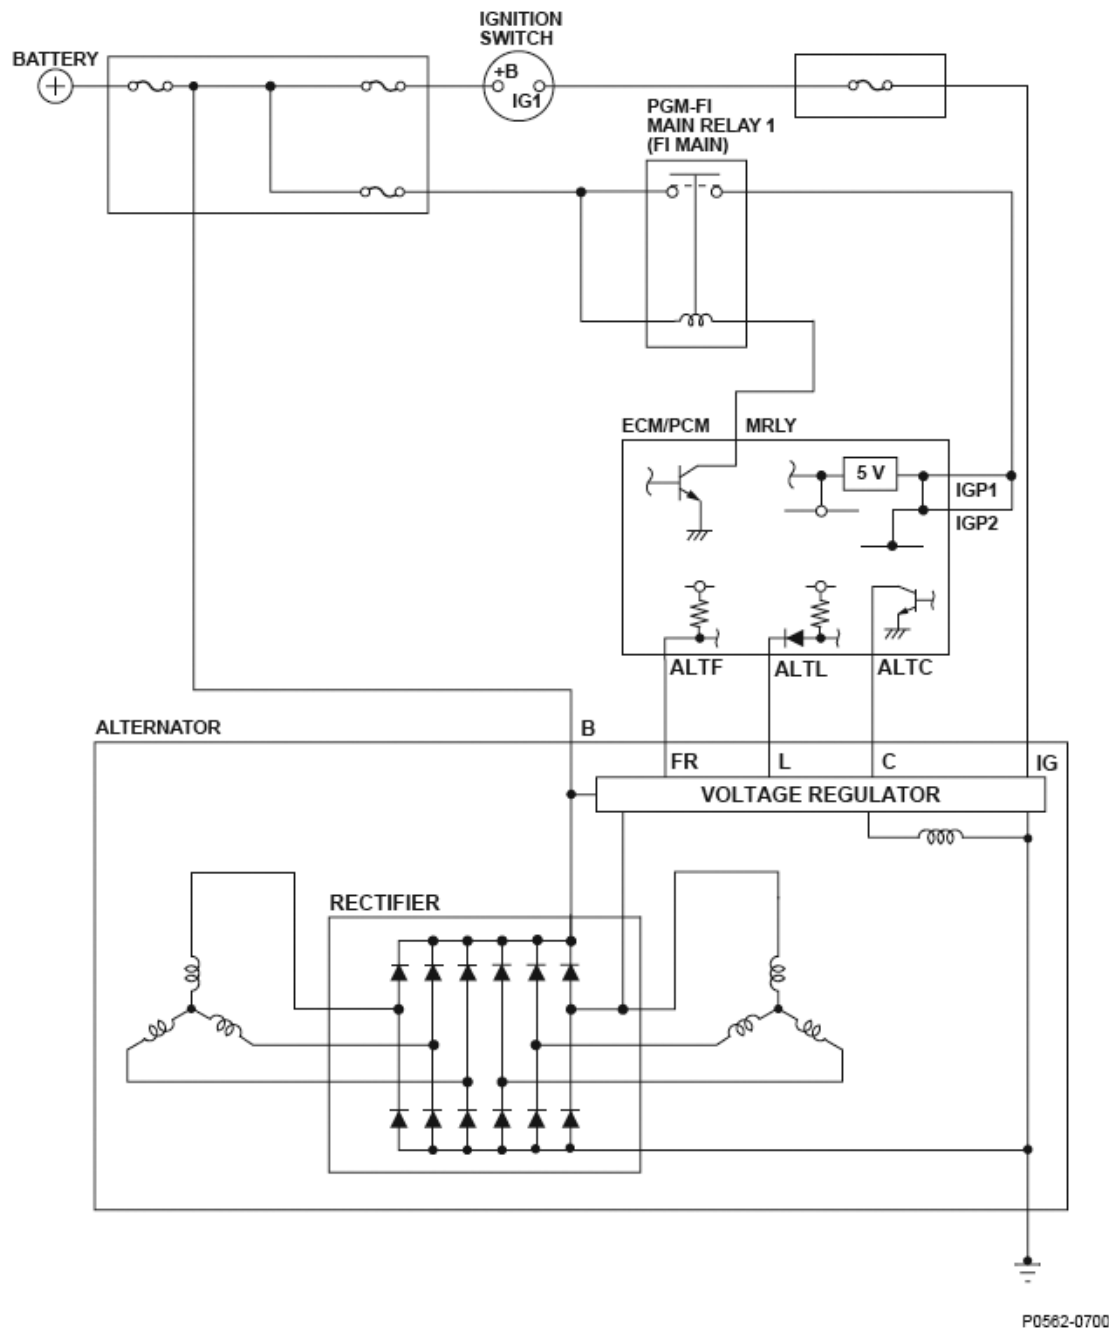 IGNITION
SWITCH
BATTERY
+B
IG1
PGM-FI
MAIN RELAY 1
(FI MAIN)
ECM/PCM
MRLY
5 V
IGP1
IGP2
ALTF
ALTL
ALTC
ALTERNATOR
B
FR
L
C
IG
VOLTAGE REGULATOR
RECTIFIER
P0562-0700